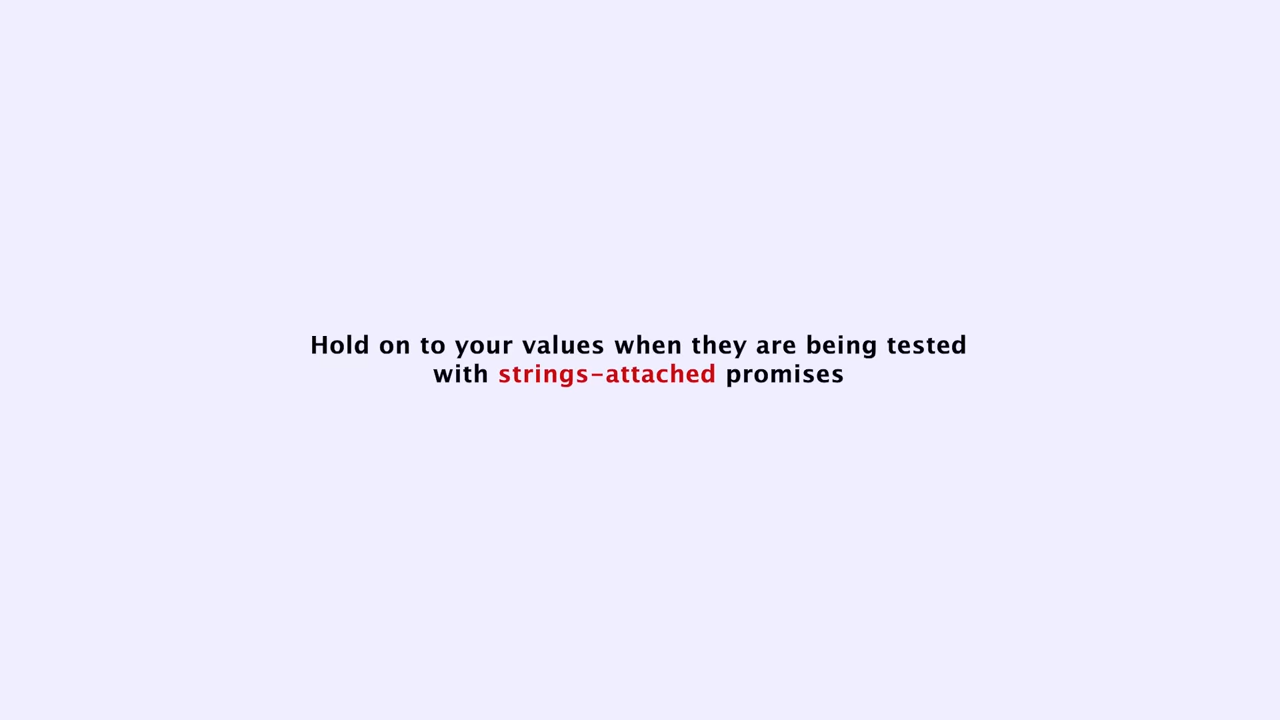 Hold on to your values when they are being tested
with strings-attached promises